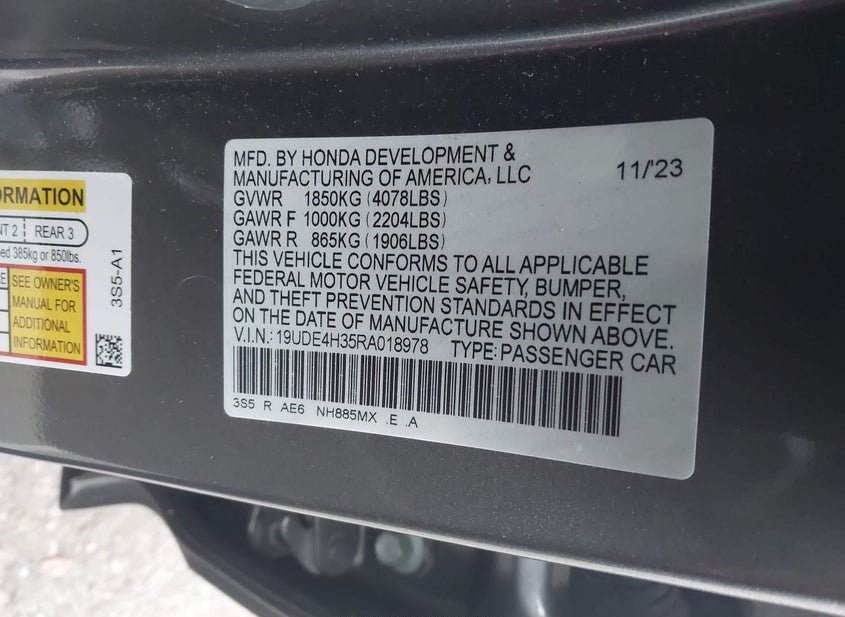 ORMATION
NT 2 | REAR 3
ed 385kg or 850lbs.
SEE OWNER'S
MANUAL FOR
ADDITIONAL
INFORMATION
3S5-A1
MFD. BY HONDA DEVELOPMENT &
MANUFACTURING OF AMERICA, LLC 11/'23
GVWR 1850KG (4078LBS)
GAWR F 1000KG (2204LBS)
GAWR R 865KG (1906LBS)
THIS VEHICLE CONFORMS TO ALL APPLICABLE
FEDERAL MOTOR VEHICLE SAFETY, BUMPER,
AND THEFT PREVENTION STANDARDS IN EFFECT
ON THE DATE OF MANUFACTURE SHOWN ABOVE.
V.I.N.: 19UDE4H35RA018978 TYPE: PASSENGER CAR
3S5 R AE6 NH885MX .E .A